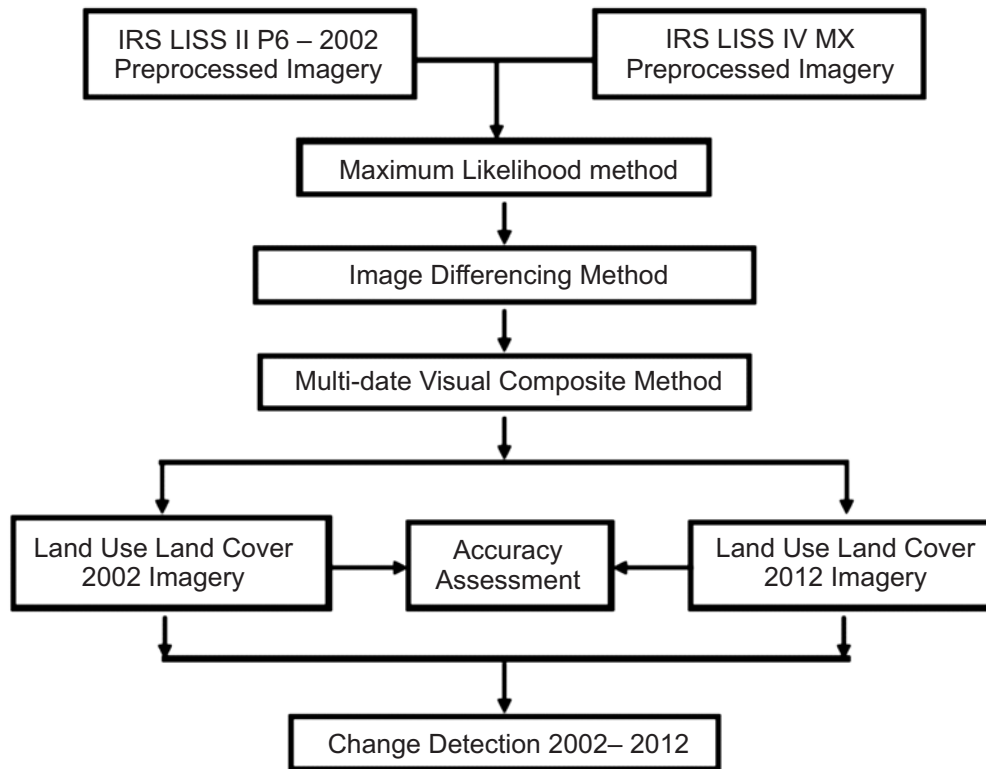 IRS LISS II P6 – 2002
Preprocessed Imagery
IRS LISS IV MX
Preprocessed Imagery
Maximum Likelihood method
Image Differencing Method
Multi-date Visual Composite Method
Land Use Land Cover
2002 Imagery
Accuracy
Assessment
Land Use Land Cover
2012 Imagery
Change Detection 2002– 2012